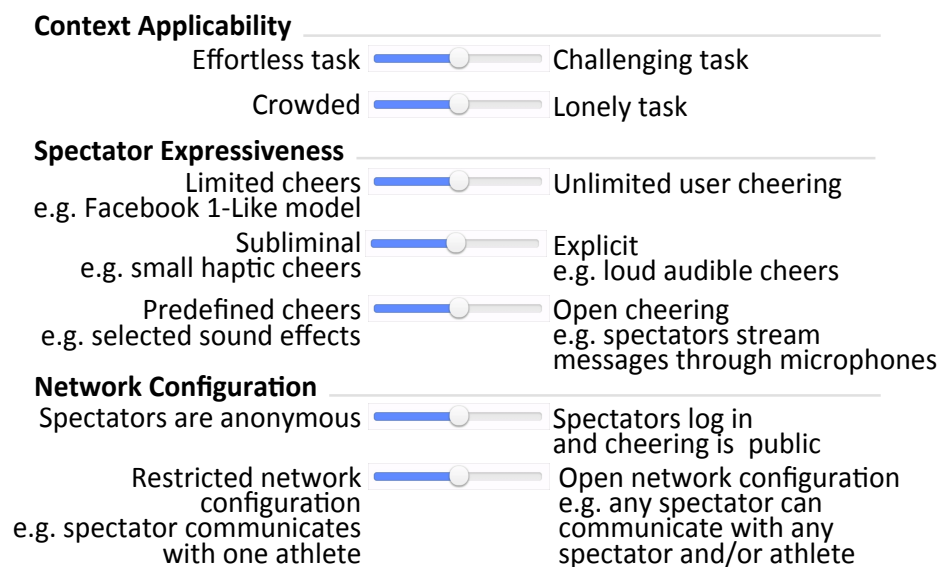 Context Applicability
Effortless task
Challenging task
Crowded
Lonely task
Spectator Expressiveness
Limited cheers
e.g. Facebook 1-Like model
Unlimited user cheering
Subliminal
e.g. small haptic cheers
Explicit
e.g. loud audible cheers
Predefined cheers
e.g. selected sound effects
Open cheering
e.g. spectators stream
messages through microphones
Network Configuration
Spectators are anonymous
Spectators log in
and cheering is public
Restricted network
configuration
e.g. spectator communicates
with one athlete
Open network configuration
e.g. any spectator can
communicate with any
spectator and/or athlete